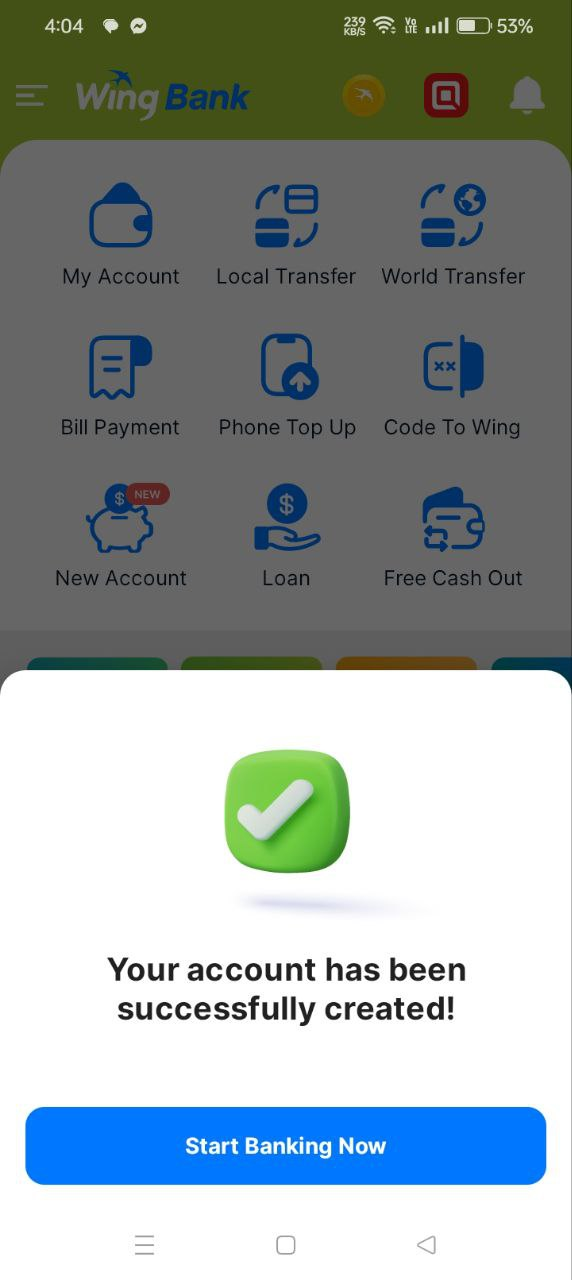 4:04 239 KB/S Vo LTE 53%
Wing Bank
My Account Local Transfer World Transfer
Bill Payment Phone Top Up Code To Wing
$ NEW $
New Account Loan Free Cash Out
Your account has been
successfully created!
Start Banking Now